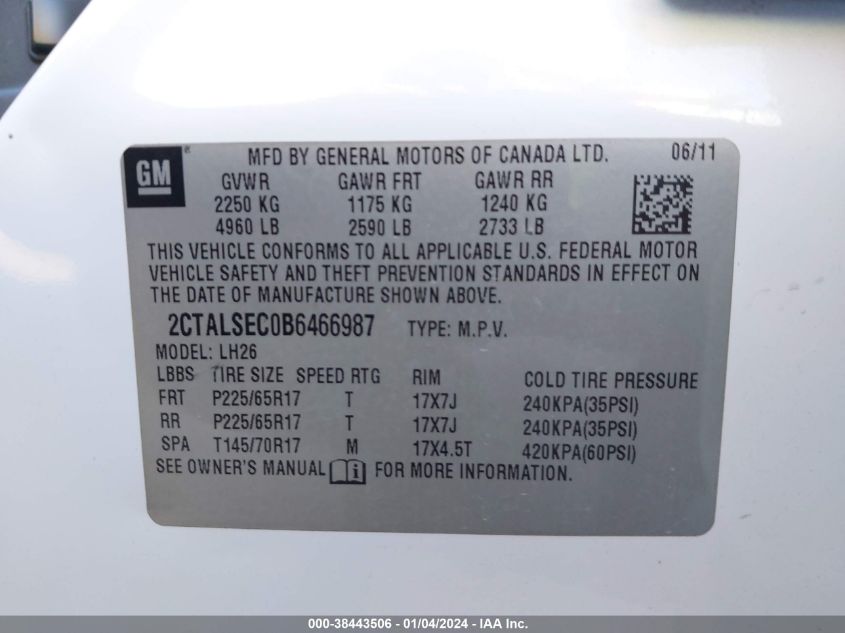 GM ® MFD BY GENERAL MOTORS OF CANADA LTD. 06/11
GVWR GAWR FRT GAWR RR
2250 KG 1175 KG 1240 KG
4960 LB 2590 LB 2733 LB
THIS VEHICLE CONFORMS TO ALL APPLICABLE U.S. FEDERAL MOTOR
VEHICLE SAFETY AND THEFT PREVENTION STANDARDS IN EFFECT ON
THE DATE OF MANUFACTURE SHOWN ABOVE.
2CTALSEC0B6466987 TYPE: M.P.V.
MODEL: LH26
LBBS TIRE SIZE SPEED RTG RIM COLD TIRE PRESSURE
FRT P225/65R17 T 17X7J 240KPA(35PSI)
RR P225/65R17 T 17X7J 240KPA(35PSI)
SPA T145/70R17 M 17X4.5T 420KPA(60PSI)
SEE OWNER'S MANUAL i FOR MORE INFORMATION.
000-38443506 - 01/04/2024 - IAA Inc.